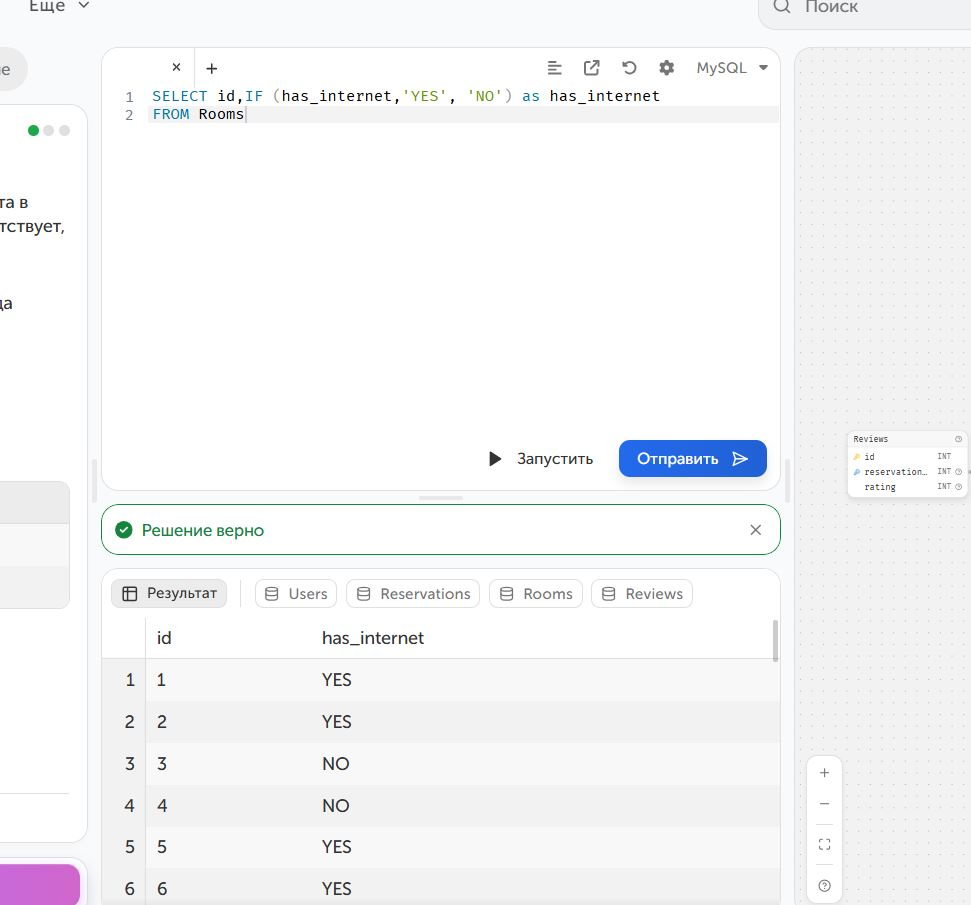 Ещё
Поиск
е
MySQL
1 SELECT id,IF (has_internet,'YES', 'NO') as has_internet
2 FROM Rooms
та в
тствует,
да
Запустить
Отправить
Reviews
id INT
reservation… INT
rating INT
Решение верно
Результат
Users
Reservations
Rooms
Reviews
id has_internet
1 1 YES
2 2 YES
3 3 NO
4 4 NO
5 5 YES
6 6 YES